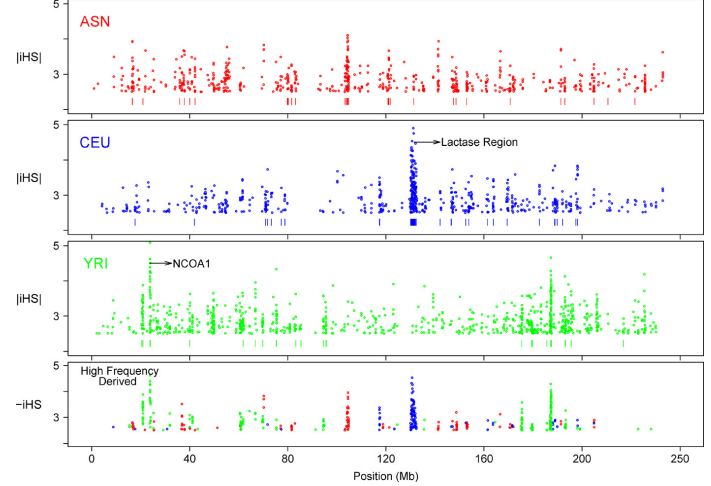 5
ASN
|iHS|
3
5
CEU
Lactase Region
|iHS|
3
5
YRI
NCOA1
|iHS|
3
5
High Frequency
Derived
−iHS
3
0
40
80
120
160
200
250
Position (Mb)